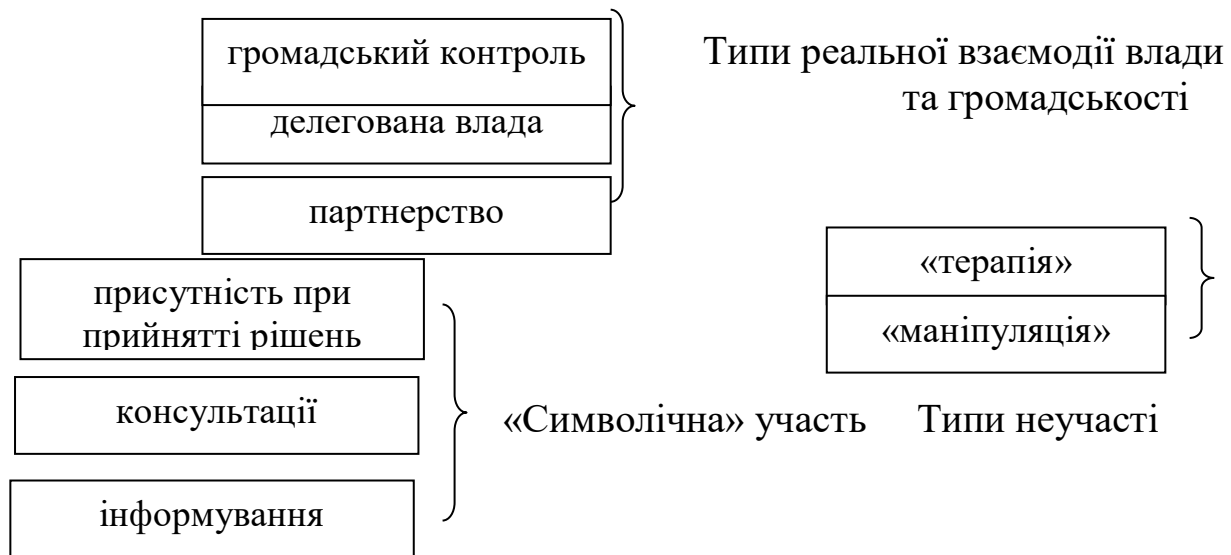 громадський контроль
делегована влада
партнерство
Типи реальної взаємодії влади
та громадськості
присутність при
прийнятті рішень
консультації
інформування
«Символічна» участь
«терапія»
«маніпуляція»
Типи неучасті